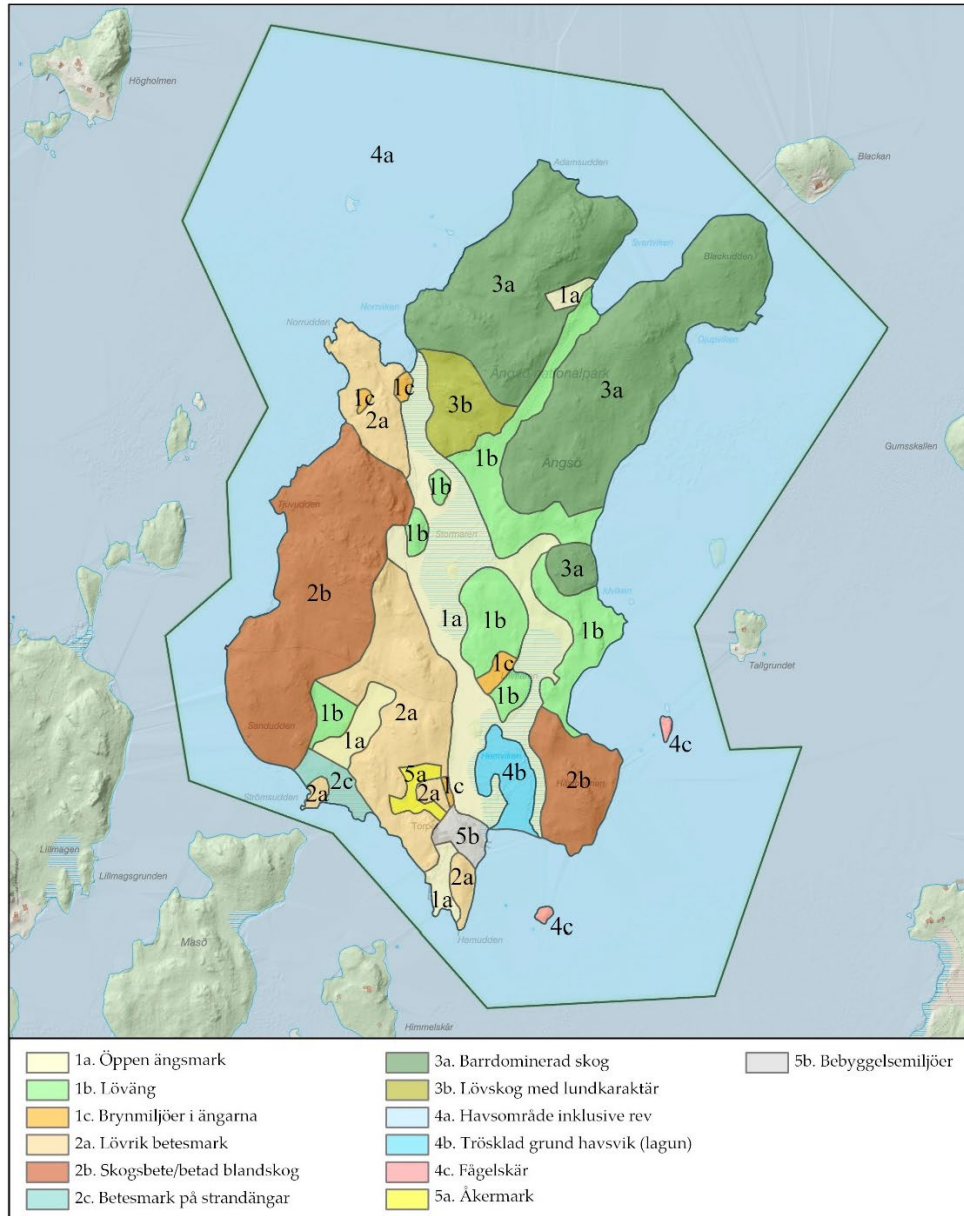 Högholmen
4a
Adamsudden
Blackan
Svartviken
Blackudden
3a
1a
Norrviken
Norrudden
Djupviken
Ängsö nationalpark
3a
1c
1c
3b
2a
Gumsskallen
1b
Ängsö
1b
1b
Stormaren
3a
2b
1b
1a
1b
1c
Tallgrundet
1b
1b
2a
Sandudden
1a
4c
Hemviken
4b
2b
5a
2c
2a
1c
2a
Strömsudden
5b
Lillmagen
2a
Lillmagsgrunden
1a
4c
Hemudden
Måsö
Himmelskär
1a. Öppen ängsmark
1b. Löväng
1c. Brynmiljöer i ängarna
2a. Lövrik betesmark
2b. Skogsbete/betad blandskog
2c. Betesmark på strandängar
3a. Barrdominerad skog
3b. Lövskog med lundkaraktär
4a. Havsområde inklusive rev
4b. Trösklad grund havsvik (lagun)
4c. Fågelskär
5a. Åkermark
5b. Bebyggelsemiljöer